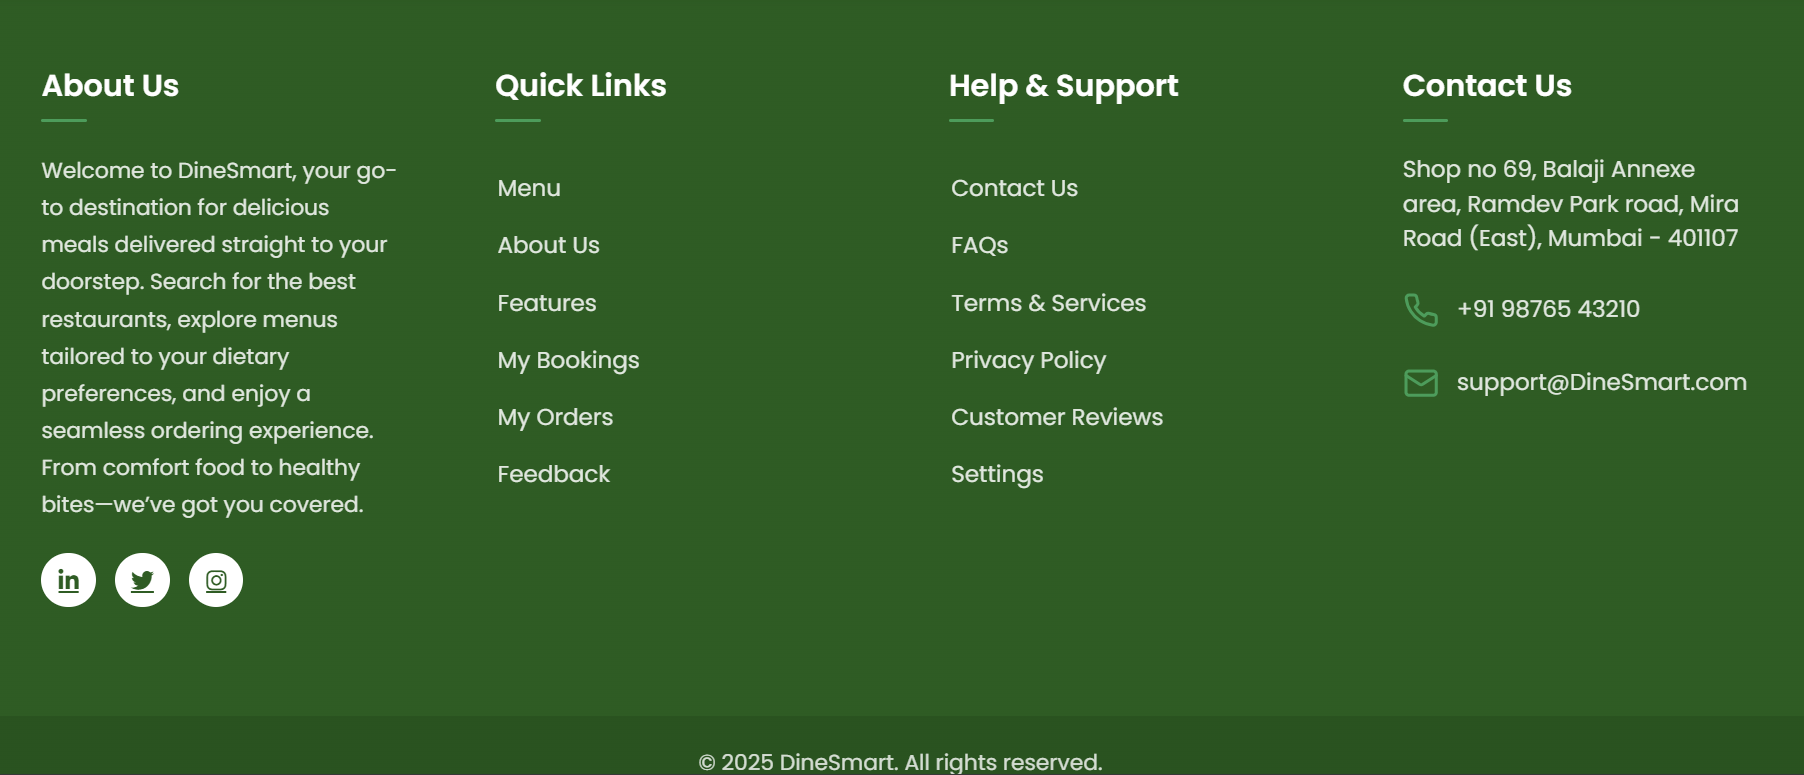 About Us
Welcome to DineSmart, your go-
to destination for delicious
meals delivered straight to your
doorstep. Search for the best
restaurants, explore menus
tailored to your dietary
preferences, and enjoy a
seamless ordering experience.
From comfort food to healthy
bites—we’ve got you covered.
in
Quick Links
Menu
About Us
Features
My Bookings
My Orders
Feedback
Help & Support
Contact Us
FAQs
Terms & Services
Privacy Policy
Customer Reviews
Settings
Contact Us
Shop no 69, Balaji Annexe
area, Ramdev Park road, Mira
Road (East), Mumbai - 401107
+91 98765 43210
support@DineSmart.com
© 2025 DineSmart. All rights reserved.